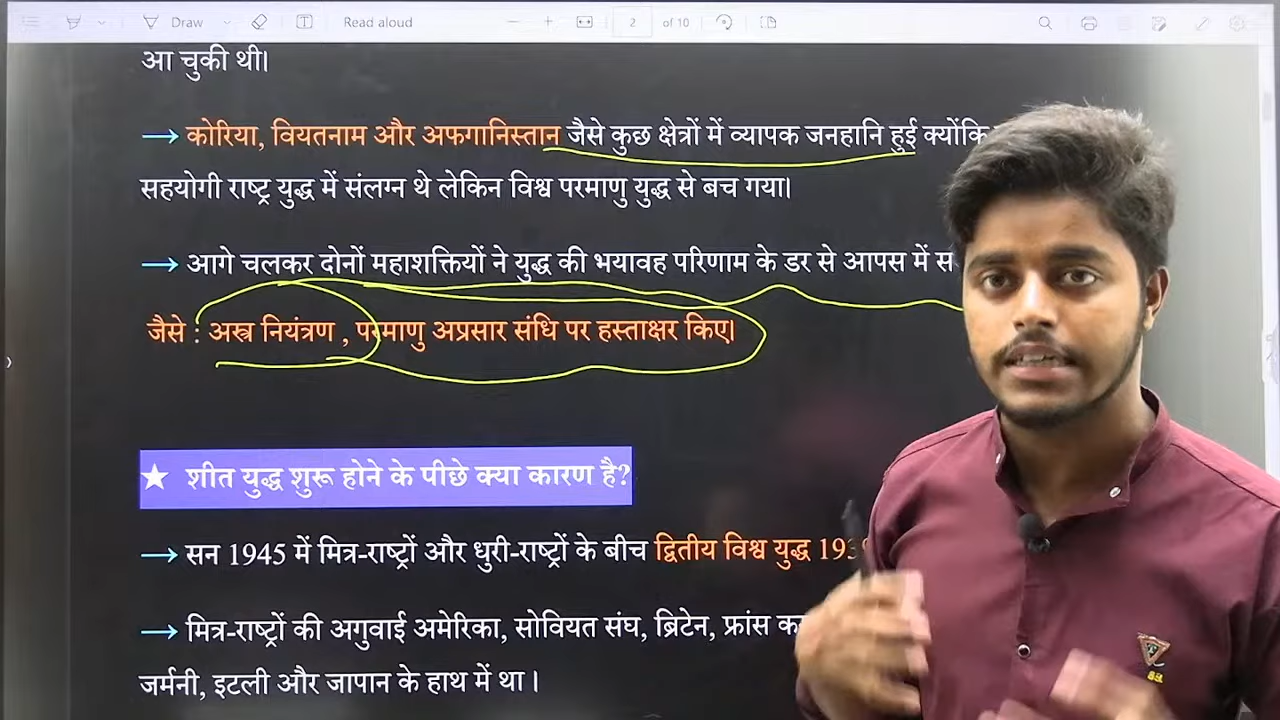 Draw
Read aloud
2 of 10
आ चुकी थी।
→ कोरिया, वियतनाम और अफगानिस्तान जैसे कुछ क्षेत्रों में व्यापक जनहानि हुई क्योंकि
सहयोगी राष्ट्र युद्ध में संलग्न थे लेकिन विश्व परमाणु युद्ध से बच गया।
→ आगे चलकर दोनों महाशक्तियों ने युद्ध की भयावह परिणाम के डर से आपस में
जैसे : अस्त्र नियंत्रण , परमाणु अप्रसार संधि पर हस्ताक्षर किए।
★ शीत युद्ध शुरू होने के पीछे क्या कारण है?
→ सन 1945 में मित्र-राष्ट्रों और धुरी-राष्ट्रों के बीच द्वितीय विश्व युद्ध
→ मित्र-राष्ट्रों की अगुवाई अमेरिका, सोवियत संघ, ब्रिटेन, फ्रांस
जर्मनी, इटली और जापान के हाथ में था ।